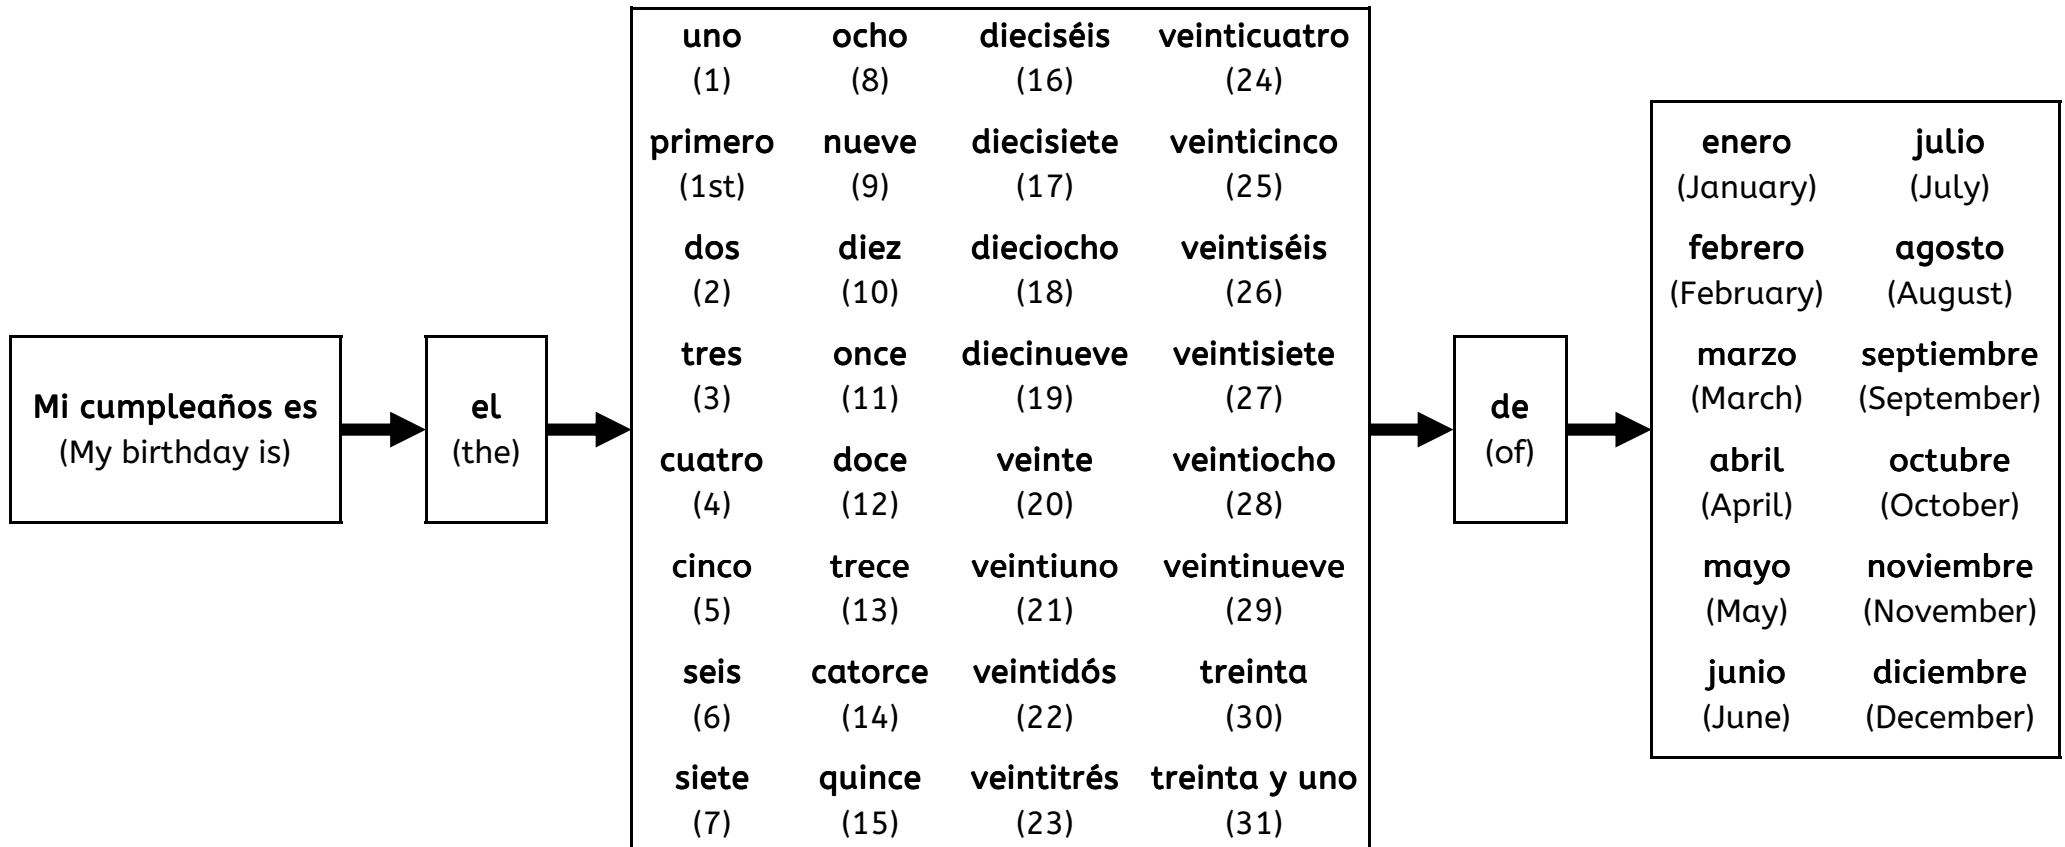 Mi cumpleaños es
(My birthday is)
el
(the)
uno ocho dieciséis veinticuatro
(1) (8) (16) (24)
primero nueve diecisiete veinticinco
(1st) (9) (17) (25)
dos diez dieciocho veintiséis
(2) (10) (18) (26)
tres once diecinueve veintisiete
(3) (11) (19) (27)
cuatro doce veinte veintiocho
(4) (12) (20) (28)
cinco trece veintiuno veintinueve
(5) (13) (21) (29)
seis catorce veintidós treinta
(6) (14) (22) (30)
siete quince veintitrés treinta y uno
(7) (15) (23) (31)
de
(of)
enero julio
(January) (July)
febrero agosto
(February) (August)
marzo septiembre
(March) (September)
abril octubre
(April) (October)
mayo noviembre
(May) (November)
junio diciembre
(June) (December)